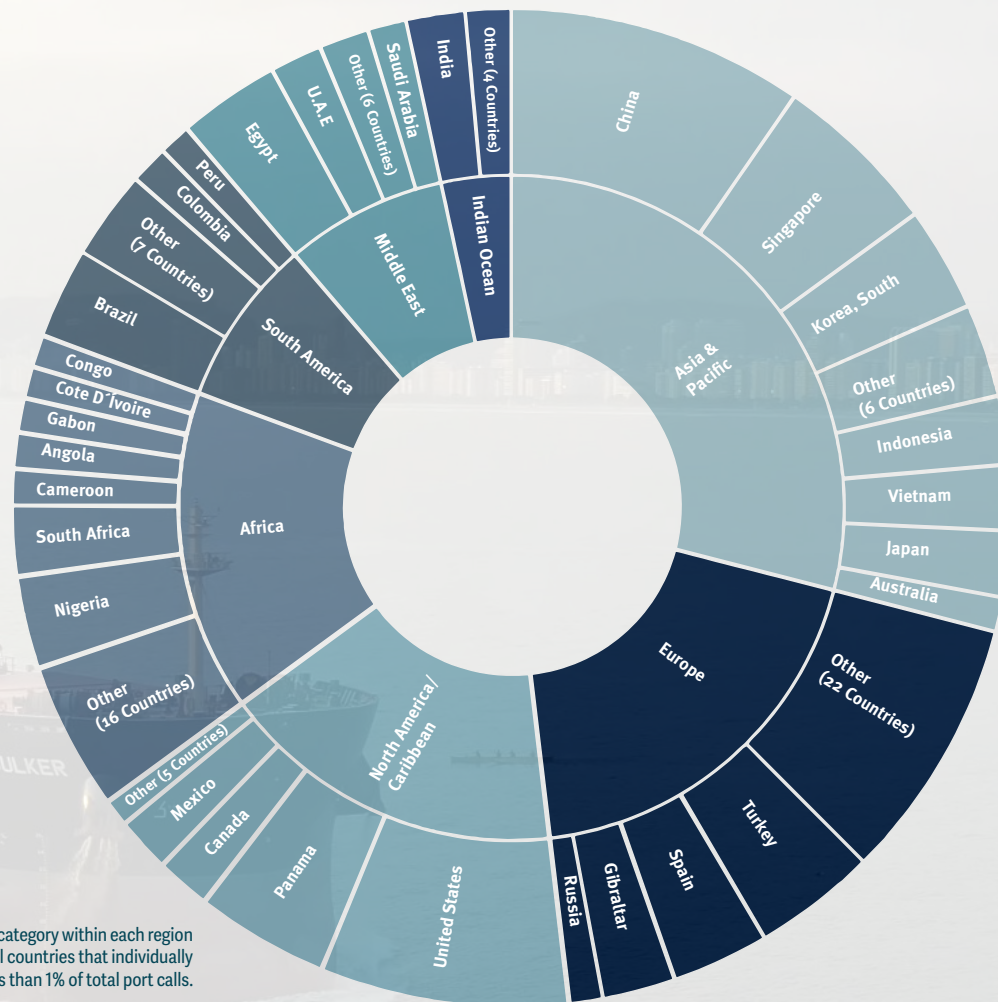 China
Singapore
Korea, South
Other
(6 Countries)
Indonesia
Vietnam
Japan
Australia
Asia &
Pacific
Other
(22 Countries)
Turkey
Spain
Gibraltar
Russia
Europe
United States
Panama
Canada
Mexico
Other (5 Countries)
North America/
Caribbean
Other
(16 Countries)
Nigeria
South Africa
Cameroon
Angola
Gabon
Cote D´Ivoire
Congo
Africa
Brazil
Other
(7 Countries)
Colombia
Peru
South America
Egypt
U.A.E
Other (6 Countries)
Saudi Arabia
Middle East
India
Other (4 Countries)
Indian Ocean
ULKER
category within each region
l countries that individually
s than 1% of total port calls.